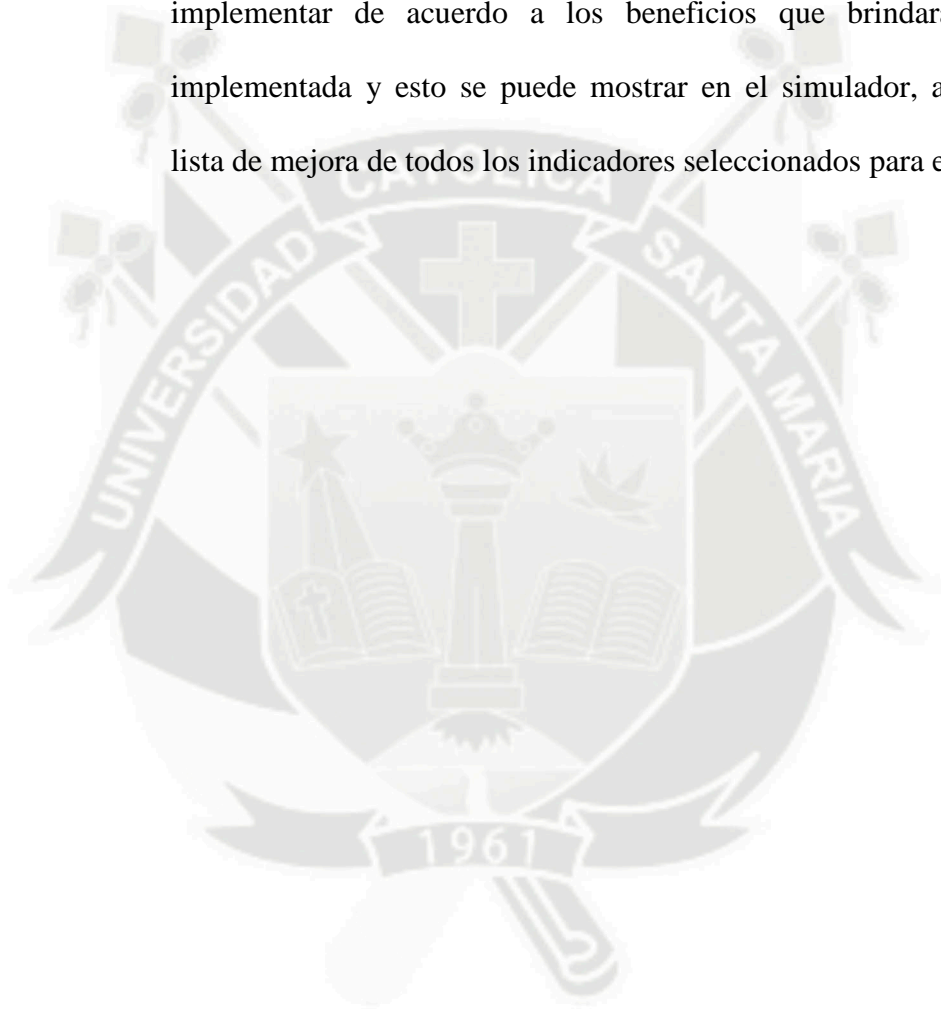 implementar de acuerdo a los beneficios que
implementada y esto se puede mostrar en el simulador,
lista de mejora de todos los indicadores seleccionados para
UNIVERSIDAD CATOLICA SANTA MARIA
1961